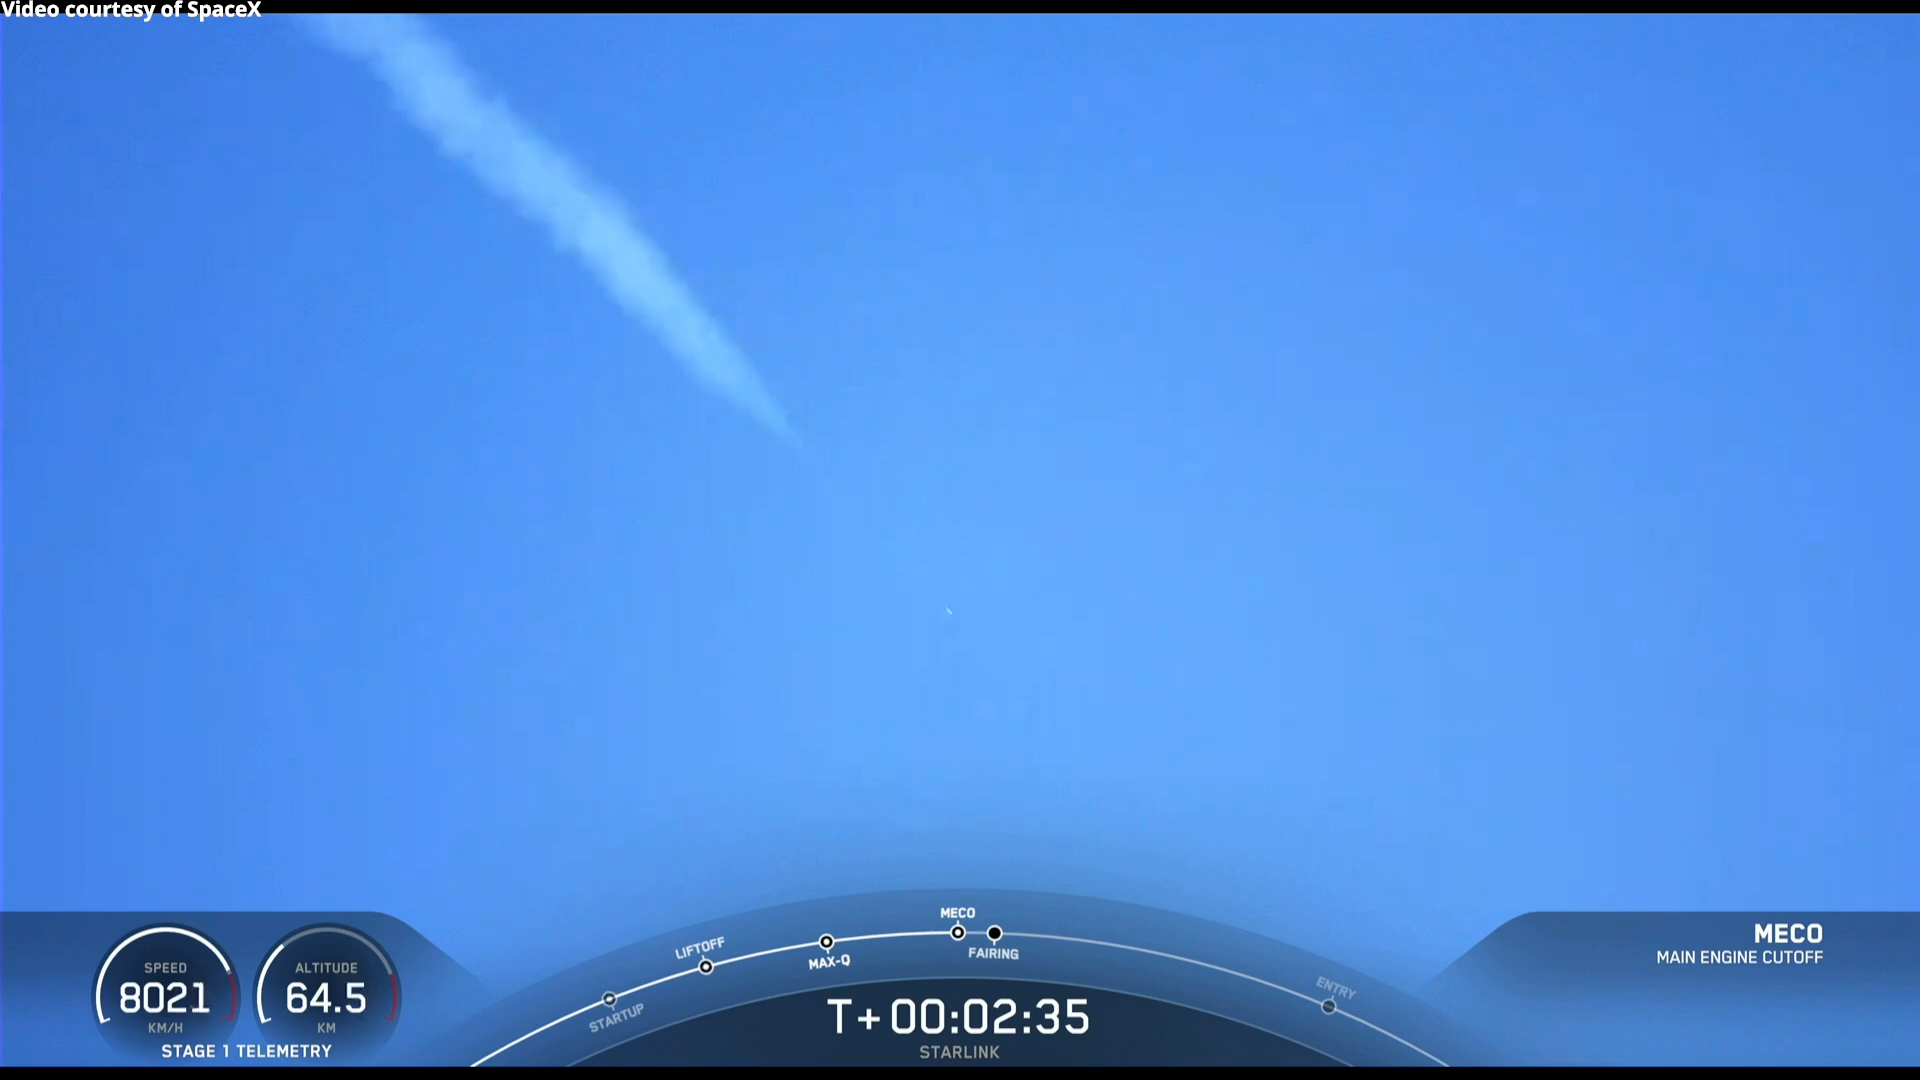 Video courtesy of SpaceX
MECO
LIFTOFF
MAX-Q
FAIRING
STARTUP
ENTRY
MECO
MAIN ENGINE CUTOFF
SPEED
8021
KM/H
ALTITUDE
64.5
KM
STAGE 1 TELEMETRY
T+00:02:35
STARLINK